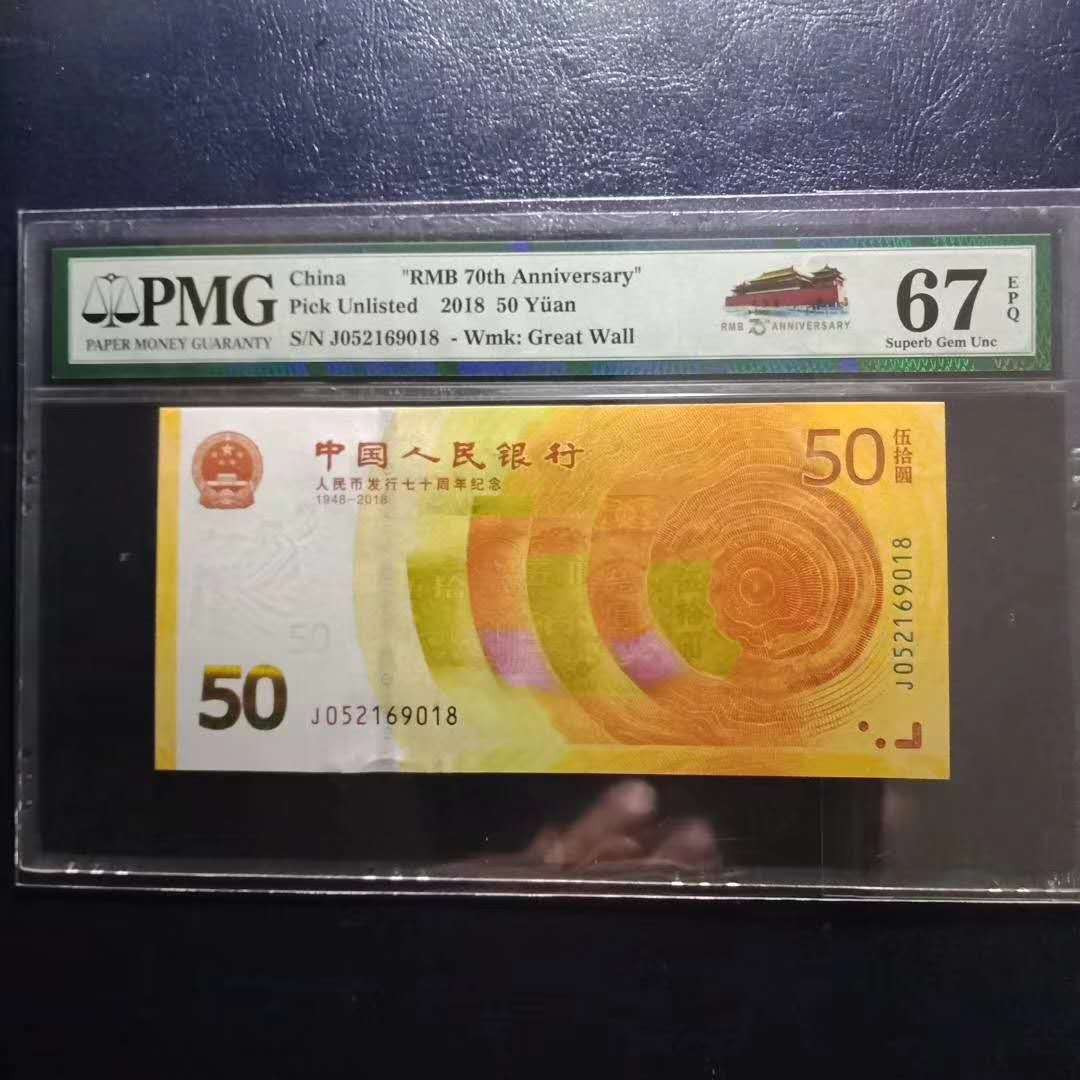 PMG
PAPER MONEY GUARANTY
China "RMB 70th Anniversary"
Pick Unlisted 2018 50 Yüan
S/N J052169018 - Wmk: Great Wall
RMB 70TH ANNIVERSARY
67
EPQ
Superb Gem Unc
中国人民银行
人民币发行七十周年纪念
1948-2018
50
伍拾圆
J052169018
50
50
J052169018